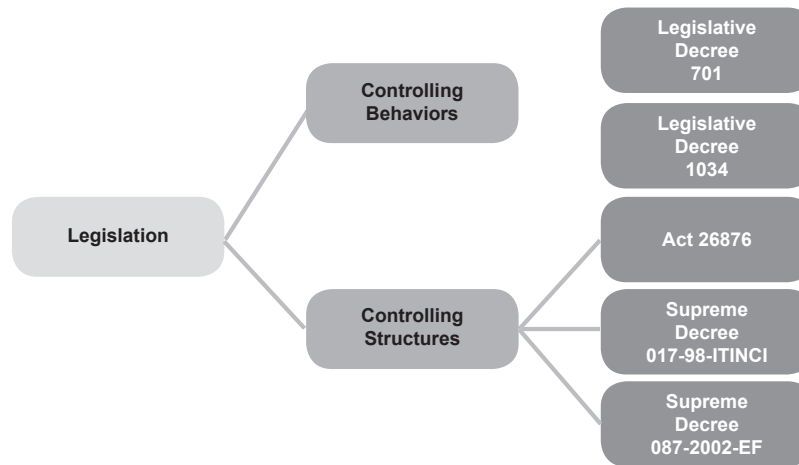 Legislation
Controlling
Behaviors
Controlling
Structures
Legislative
Decree
701
Legislative
Decree
1034
Act 26876
Supreme
Decree
017-98-ITINCI
Supreme
Decree
087-2002-EF